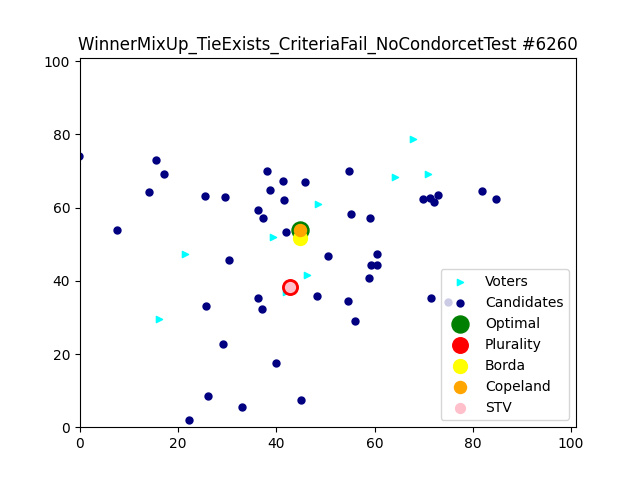 WinnerMixUp_TieExists_CriteriaFail_NoCondorcetTest #6260
100
80
60
40
20
0
0
20
40
60
80
100
Voters
Candidates
Optimal
Plurality
Borda
Copeland
STV